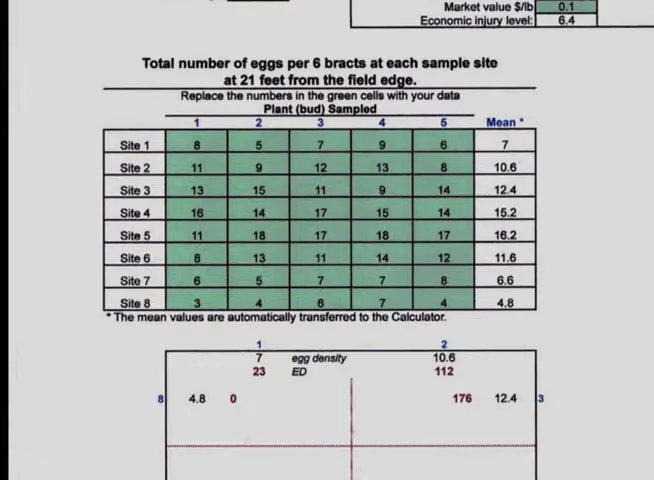 Market value $/lb 0.1
Economic injury level: 6.4
Total number of eggs per 6 bracts at each sample site
at 21 feet from the field edge.
Replace the numbers in the green cells with your data
Plant (bud) Sampled
1 2 3 4 5 Mean *
Site 1 8 5 7 9 6 7
Site 2 11 9 12 13 8 10.6
Site 3 13 15 11 9 14 12.4
Site 4 16 14 17 15 14 15.2
Site 5 11 18 17 18 17 16.2
Site 6 8 13 11 14 12 11.6
Site 7 6 5 7 7 8 6.6
Site 8 3 4 6 7 4 4.8
* The mean values are automatically transferred to the Calculator.
1 2
7 egg density 10.6
23 ED 112
8 4.8 0 176 12.4 3